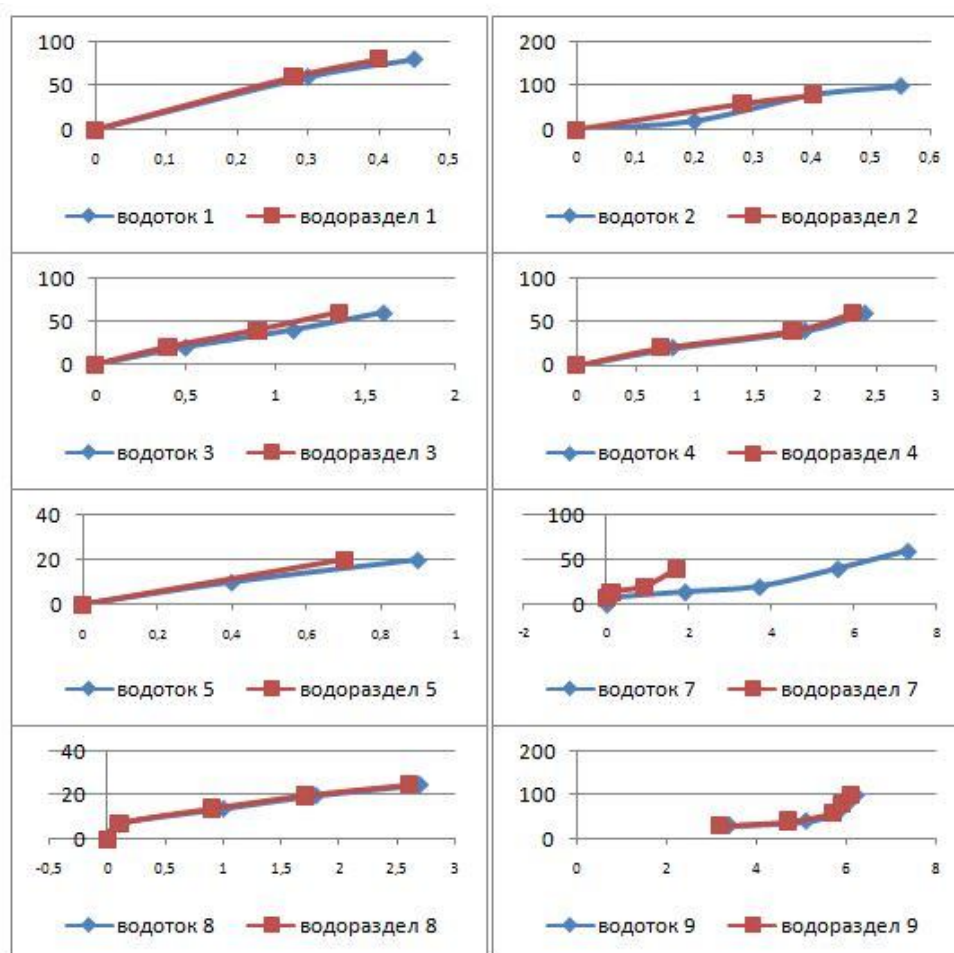 100
50
0
0 0,1 0,2 0,3 0,4 0,5
водоток 1 водораздел 1
200
100
0
0 0,1 0,2 0,3 0,4 0,5 0,6
водоток 2 водораздел 2
100
50
0
0 0,5 1 1,5 2
водоток 3 водораздел 3
100
50
0
0 0,5 1 1,5 2 2,5 3
водоток 4 водораздел 4
40
20
0
0 0,2 0,4 0,6 0,8 1
водоток 5 водораздел 5
100
50
0
-2 0 2 4 6 8
водоток 7 водораздел 7
40
20
0
-0,5 0 0,5 1 1,5 2 2,5 3
водоток 8 водораздел 8
200
100
0
0 2 4 6 8
водоток 9 водораздел 9